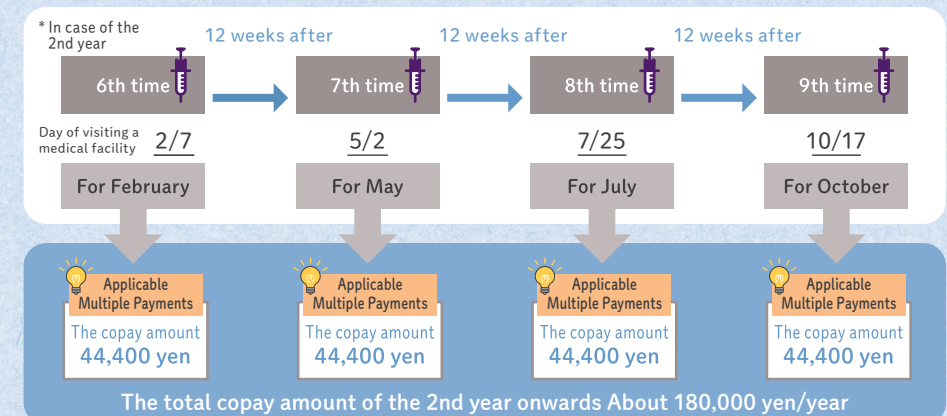 * In case of the
2nd year
12 weeks after
12 weeks after
12 weeks after
6th time
7th time
8th time
9th time
Day of visiting a
medical facility
2/7
5/2
7/25
10/17
For February
For May
For July
For October
Applicable
Multiple Payments
The copay amount
44,400 yen
Applicable
Multiple Payments
The copay amount
44,400 yen
Applicable
Multiple Payments
The copay amount
44,400 yen
Applicable
Multiple Payments
The copay amount
44,400 yen
The total copay amount of the 2nd year onwards About 180,000 yen/year